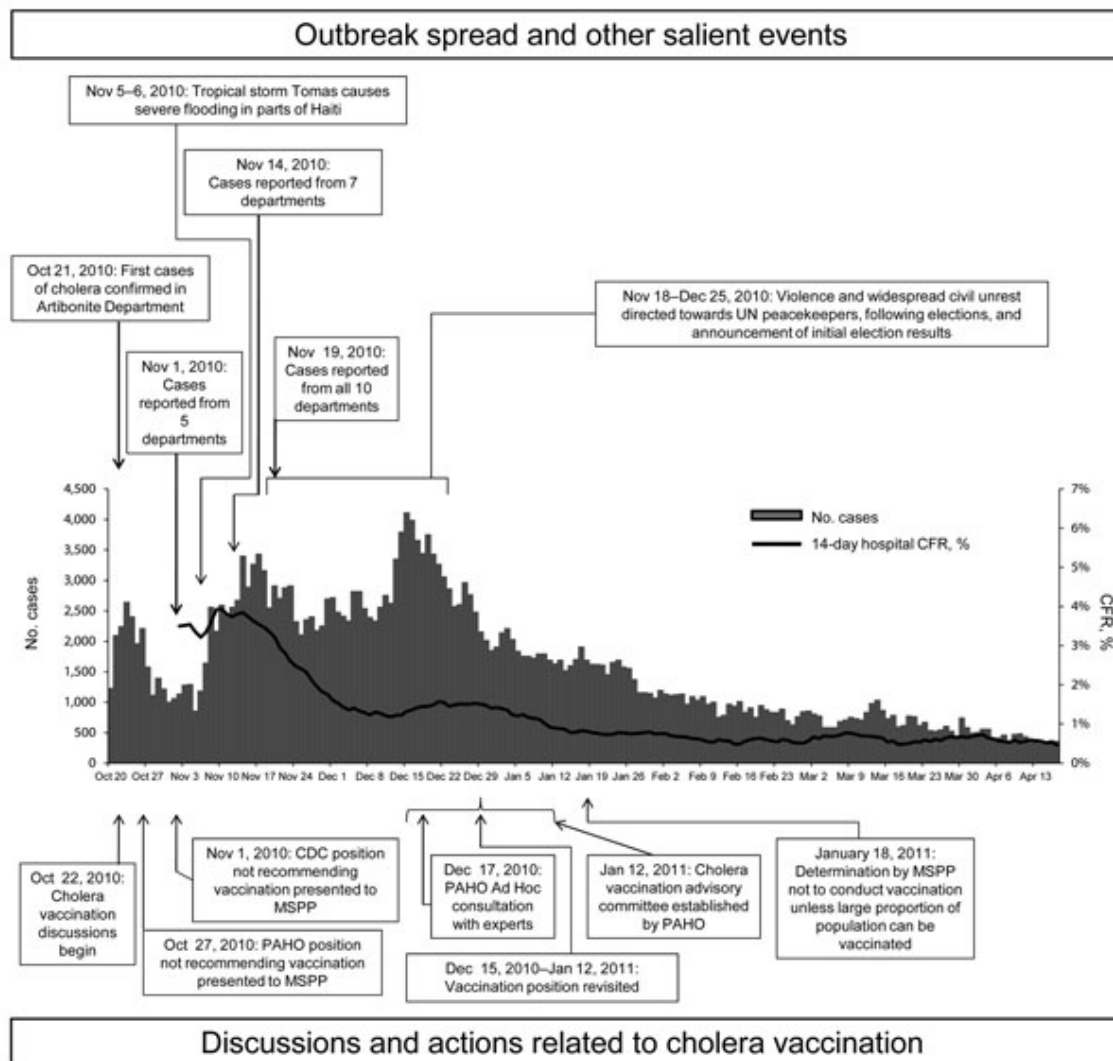 Outbreak spread and other salient events
Nov 5–6, 2010: Tropical storm Tomas causes
severe flooding in parts of Haiti
Nov 14, 2010:
Cases reported from 7
departments
Oct 21, 2010: First cases
of cholera confirmed in
Artibonite Department
Nov 18–Dec 25, 2010: Violence and widespread civil unrest
directed towards UN peacekeepers, following elections, and
announcement of initial election results
Nov 1, 2010:
Cases
reported from
5
departments
Nov 19, 2010:
Cases reported
from all 10
departments
No. cases
4,500
4,000
3,500
3,000
2,500
2,000
1,500
1,000
500
0
No. cases
14-day hospital CFR, %
7%
6%
5%
4%
3%
2%
1%
0%
CFR, %
Oct 20 Oct 27 Nov 3 Nov 10 Nov 17 Nov 24 Dec 1 Dec 8 Dec 15 Dec 22 Dec 29 Jan 5 Jan 12 Jan 19 Jan 26 Feb 2 Feb 9 Feb 16 Feb 23 Mar 2 Mar 9 Mar 16 Mar 23 Mar 30 Apr 6 Apr 13
Oct 22, 2010:
Cholera
vaccination
discussions
begin
Nov 1, 2010: CDC position
not recommending
vaccination presented to
MSPP
Oct 27, 2010: PAHO position
not recommending vaccination
presented to MSPP
Dec 17, 2010:
PAHO Ad Hoc
consultation
with experts
Dec 15, 2010–Jan 12, 2011:
Vaccination position revisited
Jan 12, 2011: Cholera
vaccination advisory
committee established
by PAHO
January 18, 2011:
Determination by MSPP
not to conduct vaccination
unless large proportion of
population can be
vaccinated
Discussions and actions related to cholera vaccination